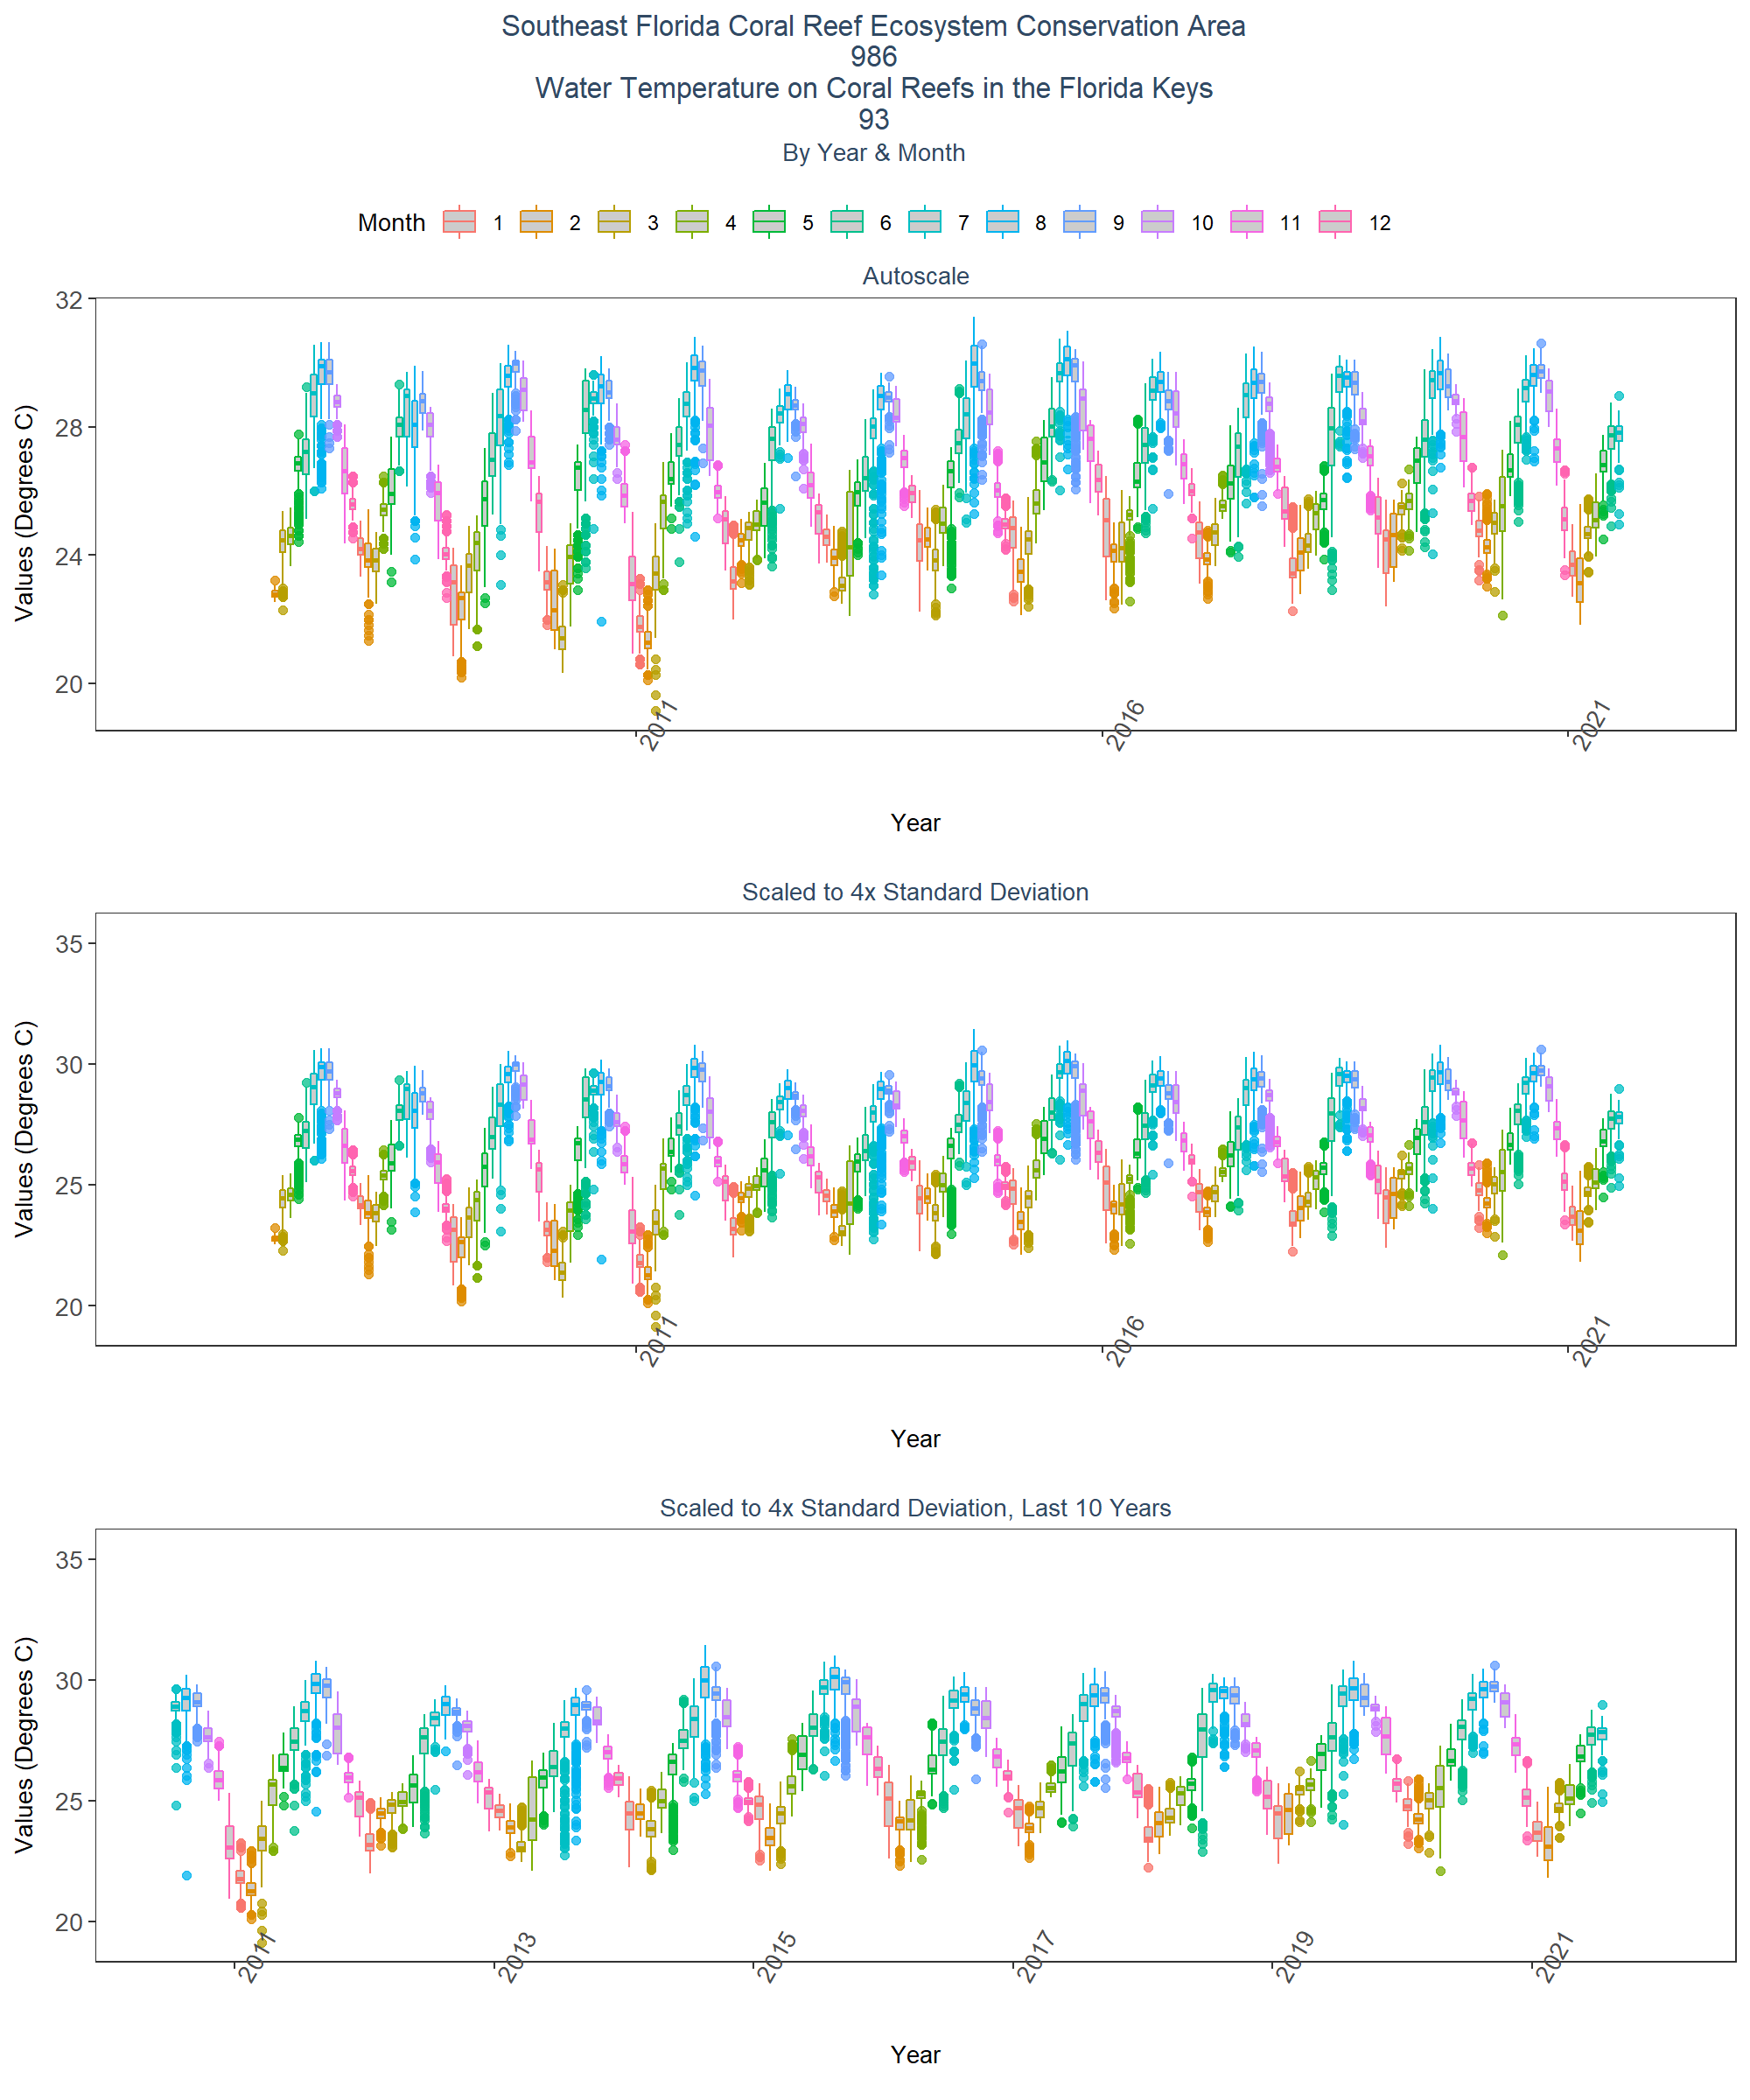 Southeast Florida Coral Reef Ecosystem Conservation Area
986
Water Temperature on Coral Reefs in the Florida Keys
93
By Year & Month
Month 1 2 3 4 5 6 7 8 9 10 11 12
Autoscale
Values (Degrees C)
32
28
24
20
2011 2016 2021
Year
Scaled to 4x Standard Deviation
Values (Degrees C)
35
30
25
20
2011 2016 2021
Year
Scaled to 4x Standard Deviation, Last 10 Years
Values (Degrees C)
35
30
25
20
2011 2013 2015 2017 2019 2021
Year